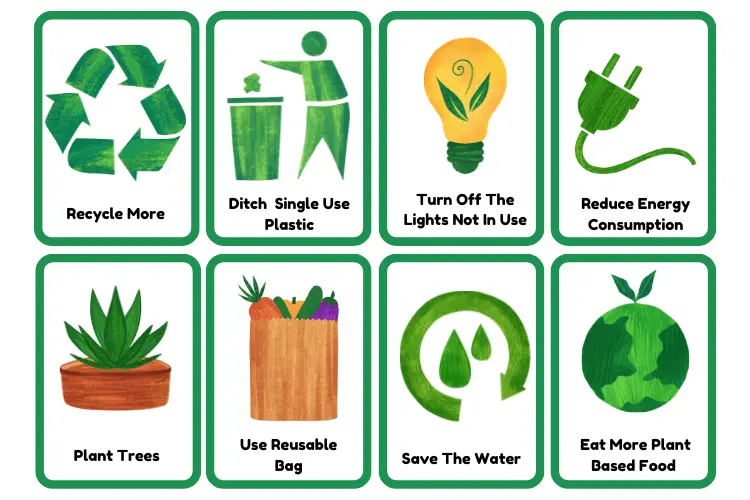 Recycle More
Ditch Single Use
Plastic
Turn Off The
Lights Not In Use
Reduce Energy
Consumption
Plant Trees
Use Reusable
Bag
Save The Water
Eat More Plant
Based Food